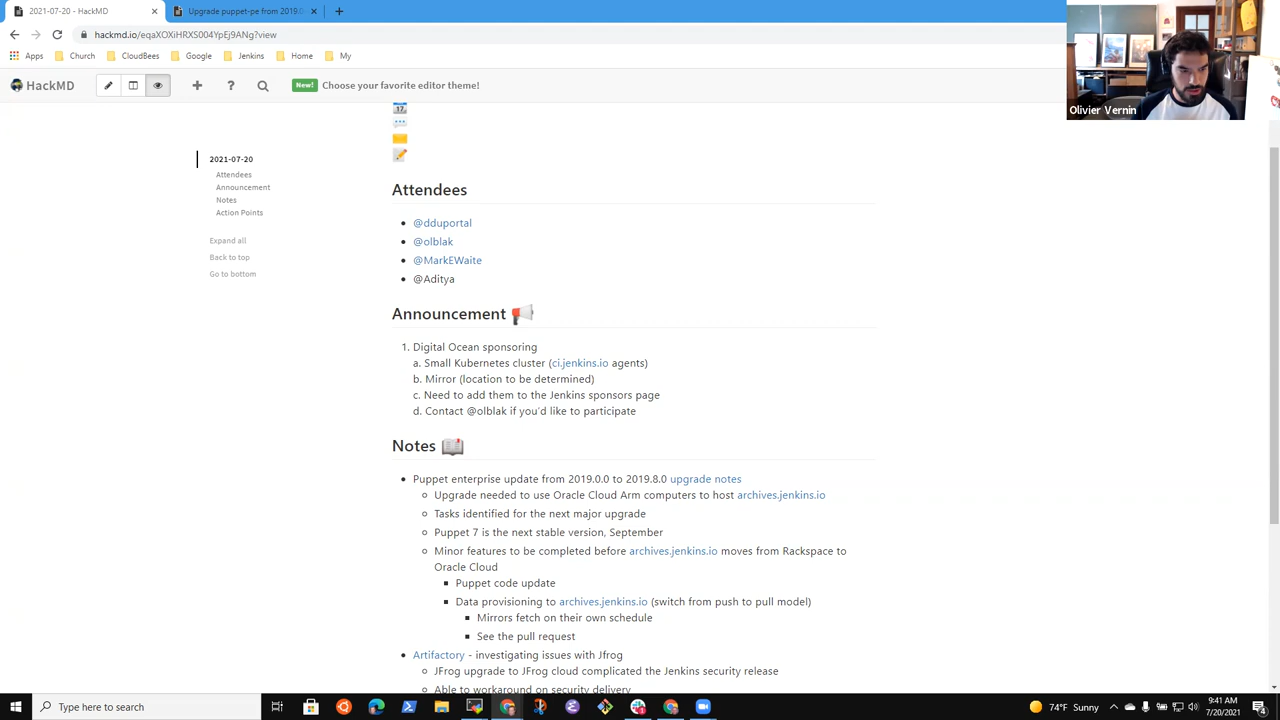 2021-07-20 - HackMD
Upgrade puppet-pe from 2019.0
hackmd.io/eqaXOXiHRXS004YpEj9ANg?view
Apps
Church
CloudBees
Google
Jenkins
Home
My
HackMD
New!
Choose your favorite editor theme!
Olivier Vernin
17
2021-07-20
Attendees
Announcement
Notes
Action Points
Expand all
Back to top
Go to bottom
Attendees
@dduportal
@olblak
@MarkEWaite
@Aditya
Announcement
1. Digital Ocean sponsoring
a. Small Kubernetes cluster (ci.jenkins.io agents)
b. Mirror (location to be determined)
c. Need to add them to the Jenkins sponsors page
d. Contact @olblak if you'd like to participate
Notes
Puppet enterprise update from 2019.0.0 to 2019.8.0 upgrade notes
Upgrade needed to use Oracle Cloud Arm computers to host archives.jenkins.io
Tasks identified for the next major upgrade
Puppet 7 is the next stable version, September
Minor features to be completed before archives.jenkins.io moves from Rackspace to
Oracle Cloud
Puppet code update
Data provisioning to archives.jenkins.io (switch from push to pull model)
Mirrors fetch on their own schedule
See the pull request
Artifactory - investigating issues with Jfrog
JFrog upgrade to JFrog cloud complicated the Jenkins security release
Able to workaround on security delivery
Type here to search
74°F Sunny
9:41 AM
7/20/2021